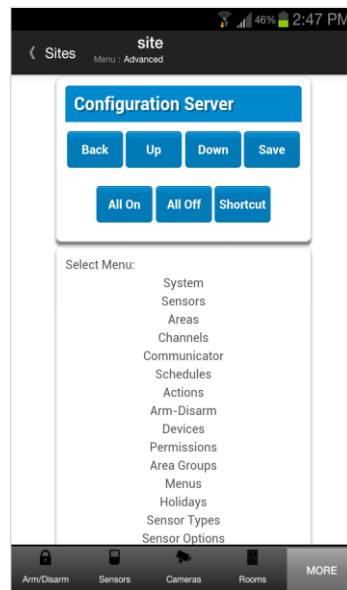 46% 2:47 PM
Sites
site
Menu : Advanced
Configuration Server
Back Up Down Save
All On All Off Shortcut
Select Menu:
System
Sensors
Areas
Channels
Communicator
Schedules
Actions
Arm-Disarm
Devices
Permissions
Area Groups
Menus
Holidays
Sensor Types
Sensor Options
Arm/Disarm Sensors Cameras Rooms MORE